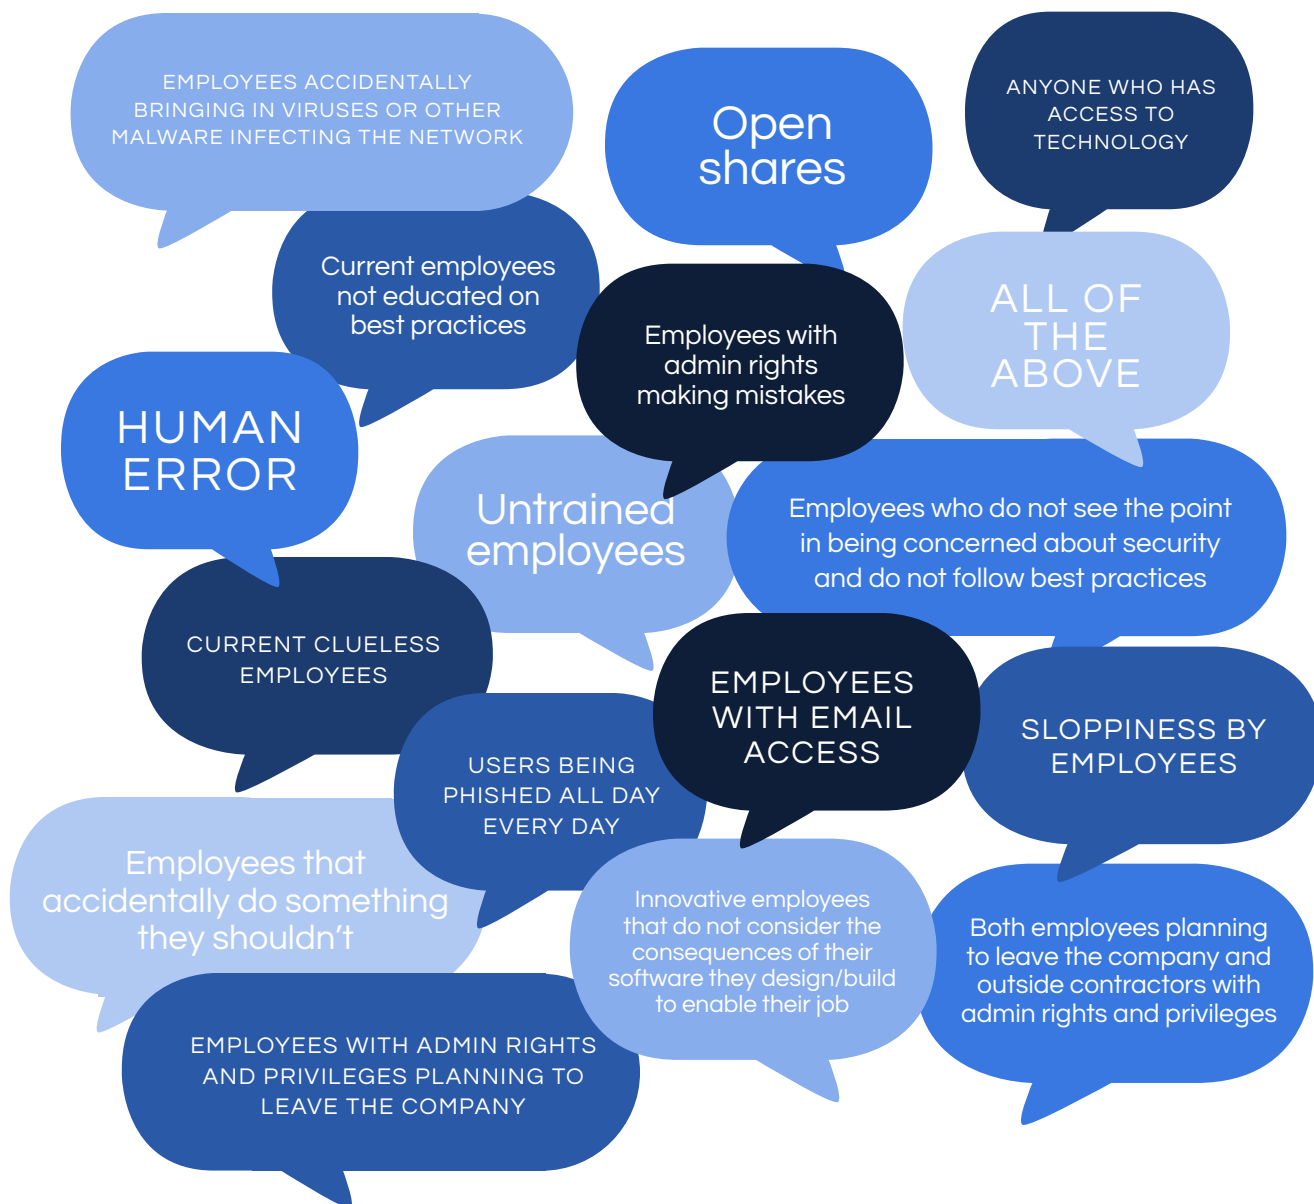 EMPLOYEES ACCIDENTALLY
BRINGING IN VIRUSES OR OTHER
MALWARE INFECTING THE NETWORK
Open
shares
ANYONE WHO HAS
ACCESS TO
TECHNOLOGY
Current employees
not educated on
best practices
Employees with
admin rights
making mistakes
ALL OF
THE
ABOVE
HUMAN
ERROR
Untrained
employees
Employees who do not see the point
in being concerned about security
and do not follow best practices
CURRENT CLUELESS
EMPLOYEES
EMPLOYEES
WITH EMAIL
ACCESS
SLOPPINESS BY
EMPLOYEES
USERS BEING
PHISHED ALL DAY
EVERY DAY
Employees that
accidentally do something
they shouldn't
Innovative employees
that do not consider the
consequences of their
software they design/build
to enable their job
Both employees planning
to leave the company and
outside contractors with
admin rights and privileges
EMPLOYEES WITH ADMIN RIGHTS
AND PRIVILEGES PLANNING TO
LEAVE THE COMPANY